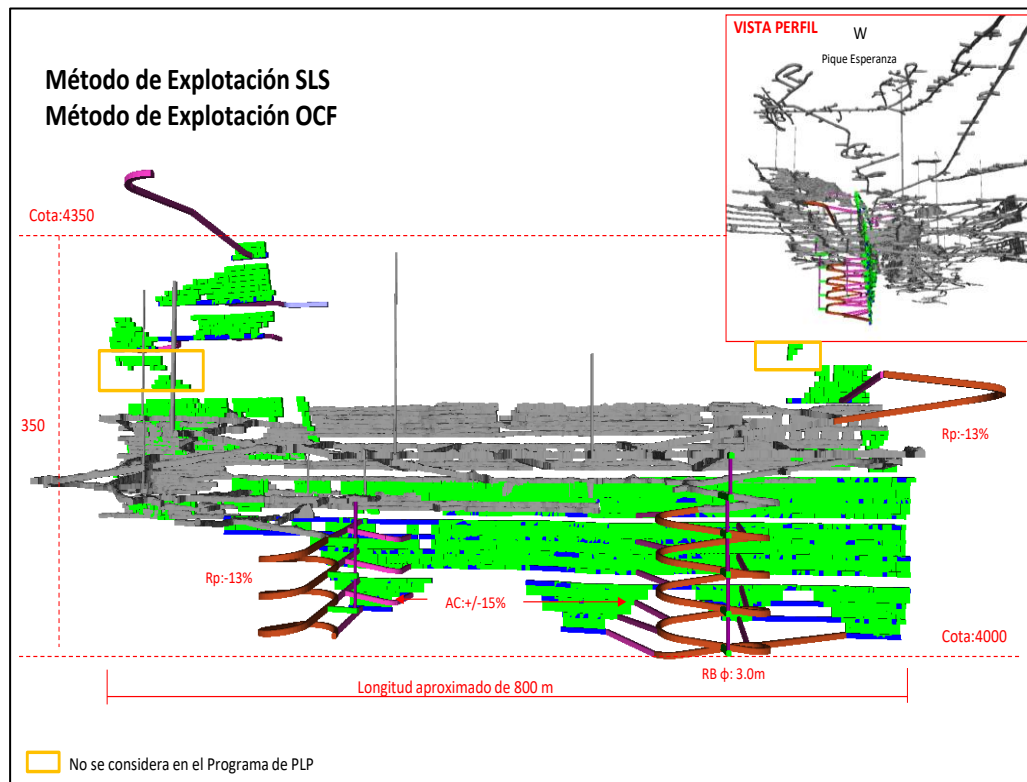 Método de Explotación SLS
Método de Explotación OCF
VISTA PERFIL
W
Pique Esperanza
Cota:4350
350
Rp:-13%
Rp:-13%
AC:+/-15%
Cota:4000
RB ф: 3.0m
Longitud aproximado de 800 m
No se considera en el Programa de PLP